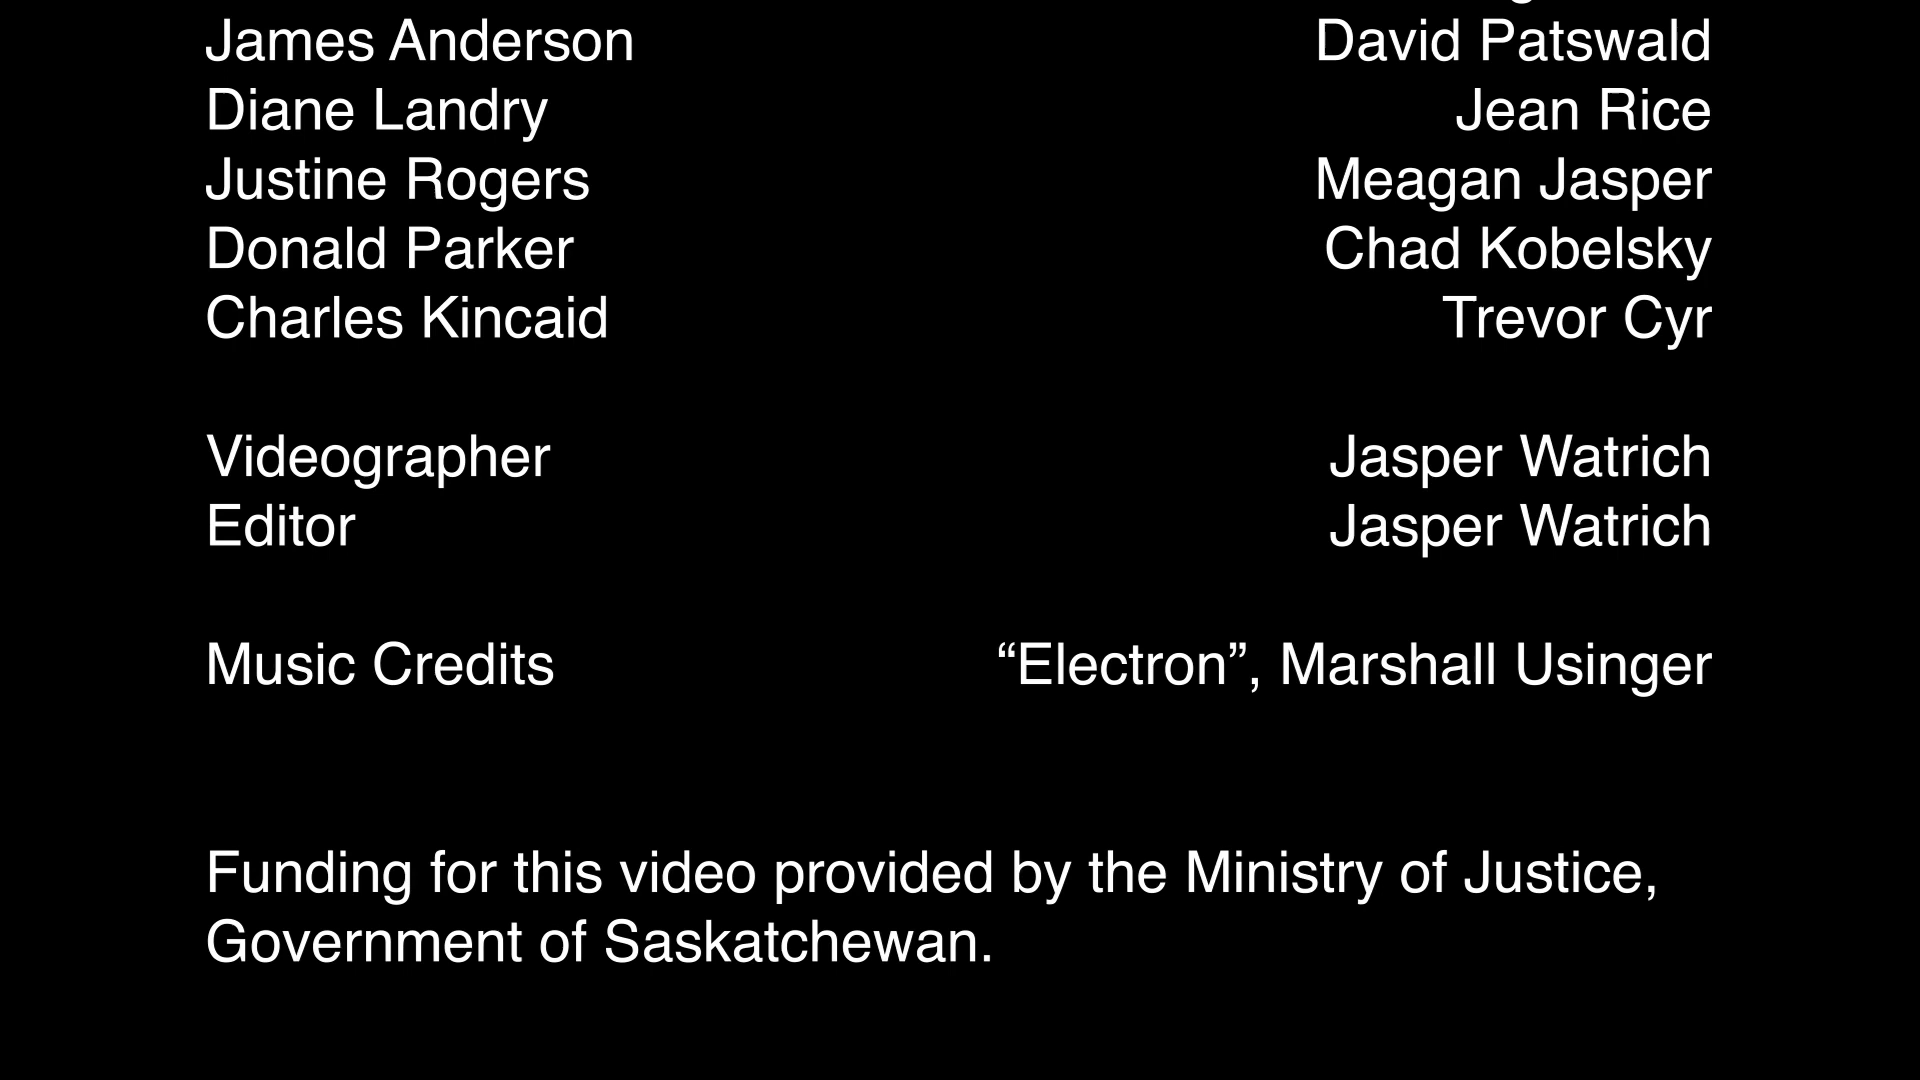 James Anderson David Patswald
Diane Landry Jean Rice
Justine Rogers Meagan Jasper
Donald Parker Chad Kobelsky
Charles Kincaid Trevor Cyr
Videographer Jasper Watrich
Editor Jasper Watrich
Music Credits “Electron”, Marshall Usinger
Funding for this video provided by the Ministry of Justice,
Government of Saskatchewan.